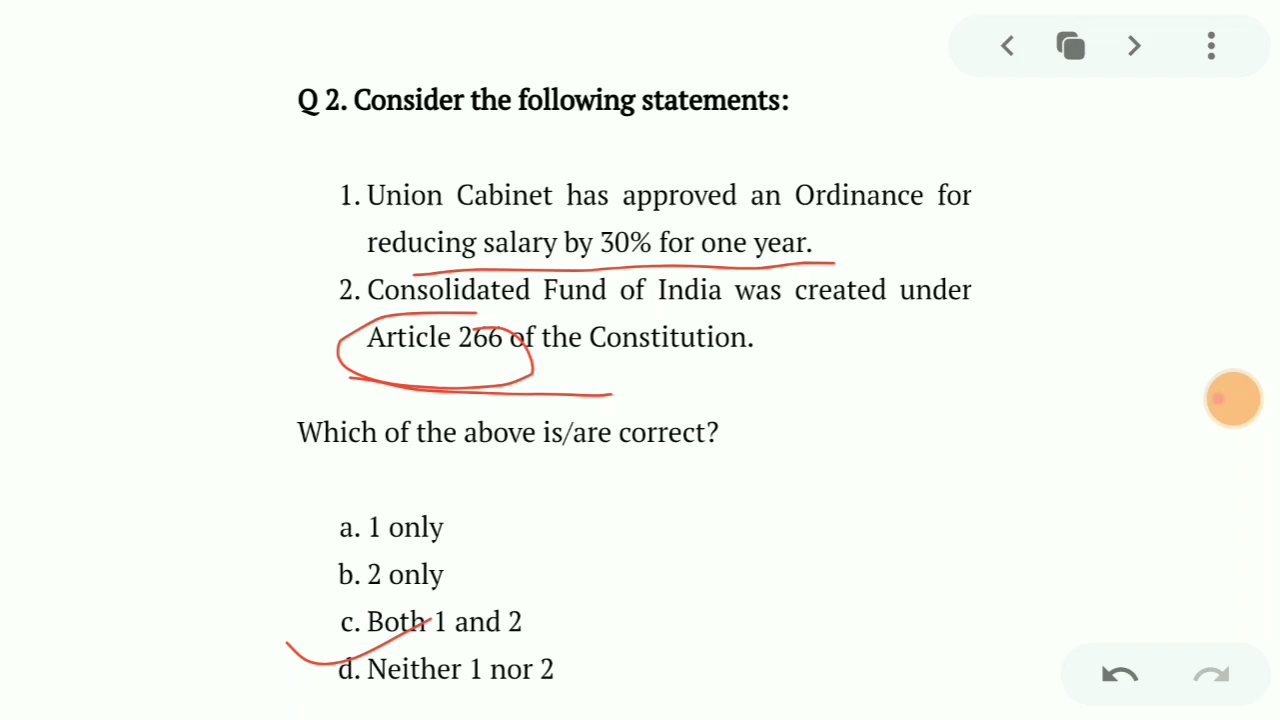 Q 2. Consider the following statements:
1. Union Cabinet has approved an Ordinance for
reducing salary by 30% for one year.
2. Consolidated Fund of India was created under
Article 266 of the Constitution.
Which of the above is/are correct?
a. 1 only
b. 2 only
c. Both 1 and 2
d. Neither 1 nor 2